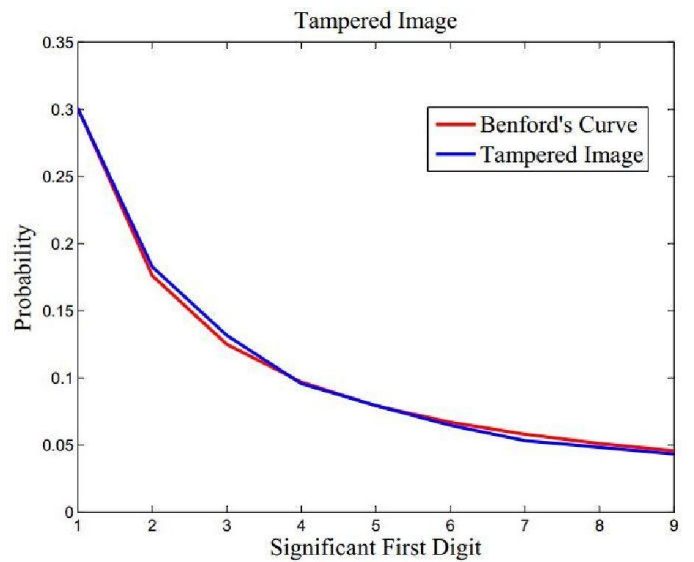 Tampered Image
0.35
0.3
0.25
0.2
0.15
0.1
0.05
0
Probability
Benford's Curve
Tampered Image
1 2 3 4 5 6 7 8 9
Significant First Digit